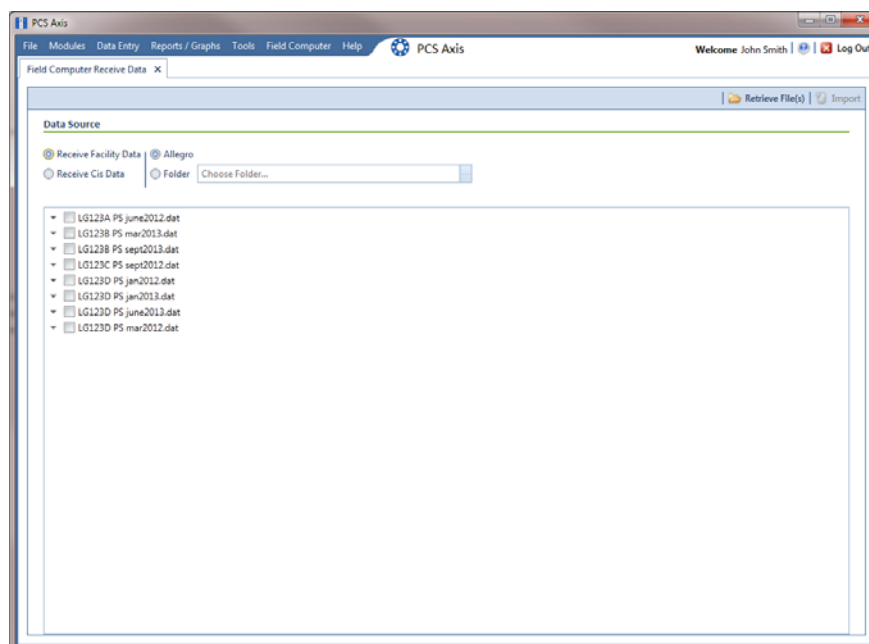 PCS Axis
File Modules Data Entry Reports / Graphs Tools Field Computer Help PCS Axis Welcome John Smith Log Out
Field Computer Receive Data X
Retrieve File(s) Import
Data Source
Receive Facility Data Allegro
Receive Cis Data Folder Choose Folder...
LG123A PS june2012.dat
LG123B PS mar2013.dat
LG123B PS sept2013.dat
LG123C PS sept2012.dat
LG123D PS jan2012.dat
LG123D PS jan2013.dat
LG123D PS june2013.dat
LG123D PS mar2012.dat